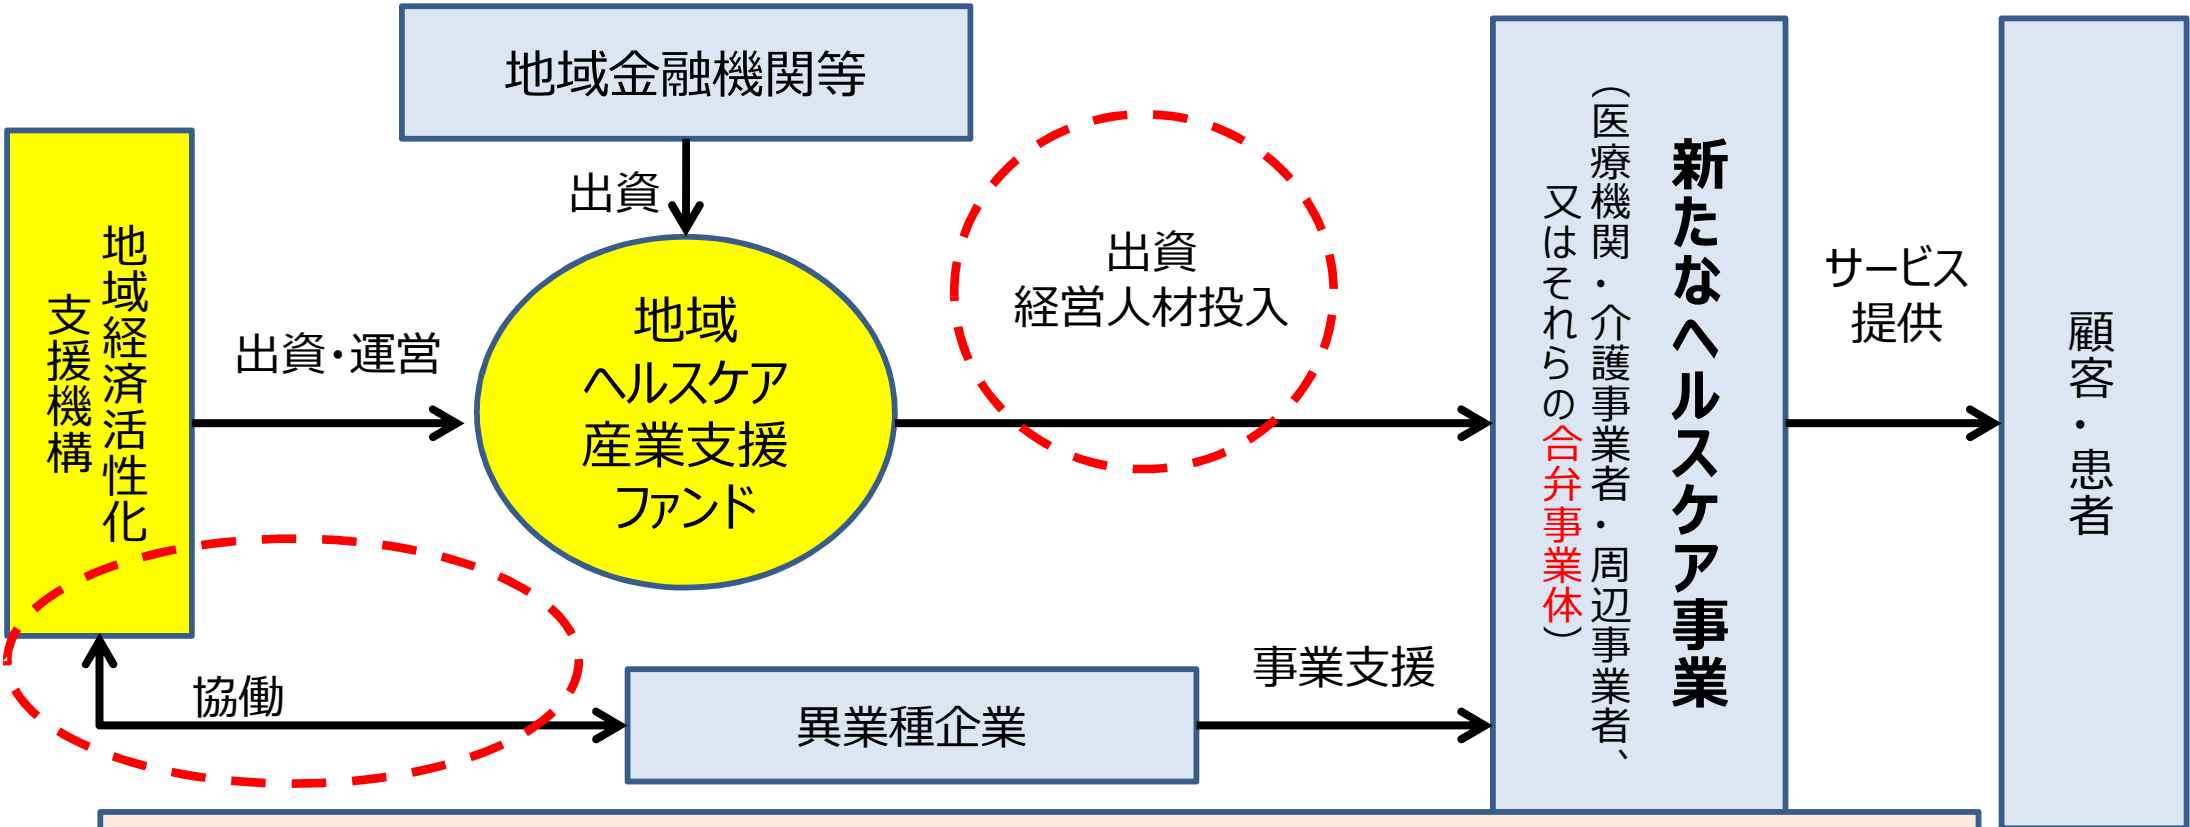 地域金融機関等
出資
地域経済活性化
支援機構
出資・運営
地域
ヘルスケア
産業支援
ファンド
出資
経営人材投入
新たなヘルスケア事業
（医療機関・介護事業者・周辺事業者、
又はそれらの合弁事業体）
サービス
提供
顧客・患者
協働
異業種企業
事業支援